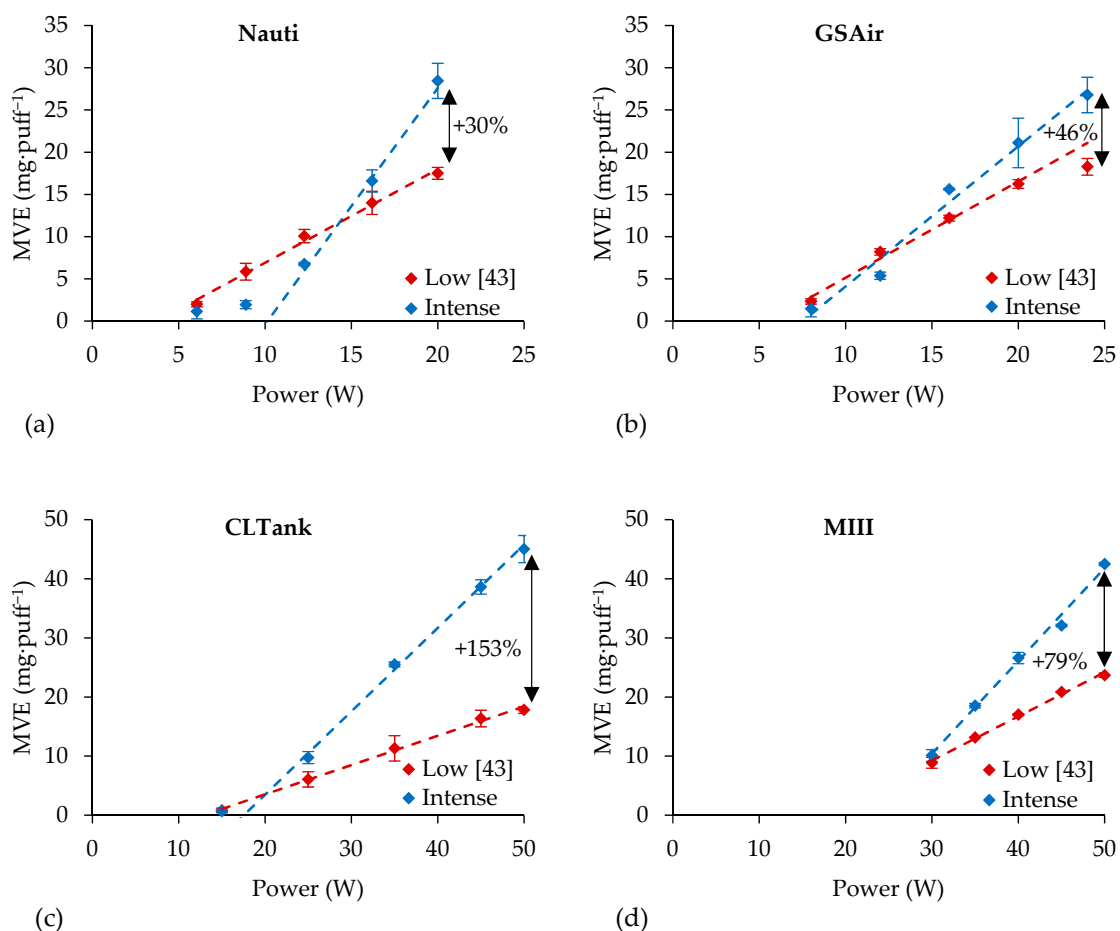 Nauti
MVE (mg·puff⁻¹)
35
30
25
20
15
10
5
0
+30%
Low [43]
Intense
0 5 10 15 20 25
Power (W)
(a)
GSAir
MVE (mg·puff⁻¹)
35
30
25
20
15
10
5
0
+46%
Low [43]
Intense
0 5 10 15 20 25
Power (W)
(b)
CLTank
MVE (mg·puff⁻¹)
50
40
30
20
10
0
+153%
Low [43]
Intense
0 10 20 30 40 50
Power (W)
(c)
MIII
MVE (mg·puff⁻¹)
50
40
30
20
10
0
+79%
Low [43]
Intense
0 10 20 30 40 50
Power (W)
(d)